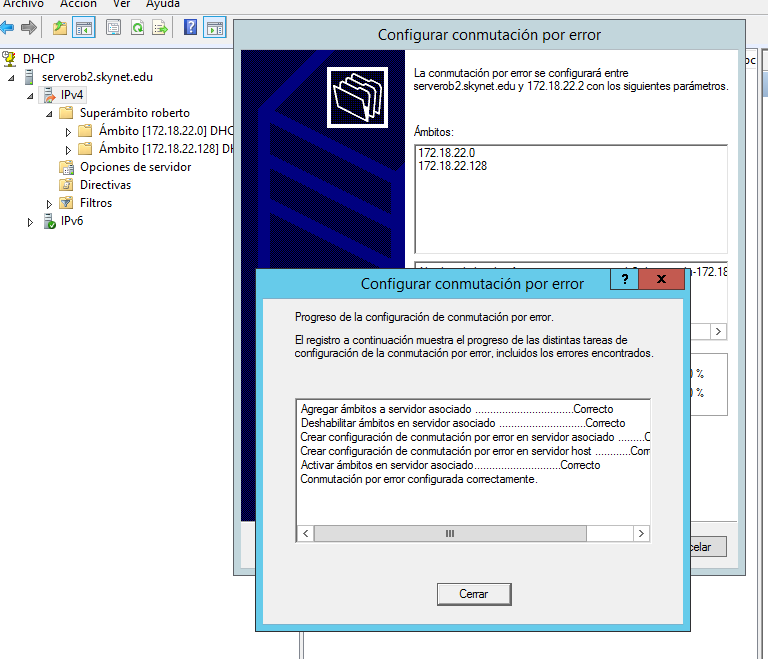 Archivo Acción Ver Ayuda
DHCP
serverob2.skynet.edu
IPv4
Superámbito roberto
Ámbito [172.18.22.0] DHC
Ámbito [172.18.22.128] DH
Opciones de servidor
Directivas
Filtros
IPv6
Configurar conmutación por error
La conmutación por error se configurará entre
serverob2.skynet.edu y 172.18.22.2 con los siguientes parámetros.
Ámbitos:
172.18.22.0
172.18.22.128
-172.18
%
%
elar
Configurar conmutación por error
? x
Progreso de la configuración de conmutación por error.
El registro a continuación muestra el progreso de las distintas tareas de
configuración de la conmutación por error, incluidos los errores encontrados.
Agregar ámbitos a servidor asociado ..................................Correcto
Deshabilitar ámbitos en servidor asociado ..............................Correcto
Crear configuración de conmutación por error en servidor asociado .........C
Crear configuración de conmutación por error en servidor host ............Corr
Activar ámbitos en servidor asociado..............................Correcto
Conmutación por error configurada correctamente.
Cerrar